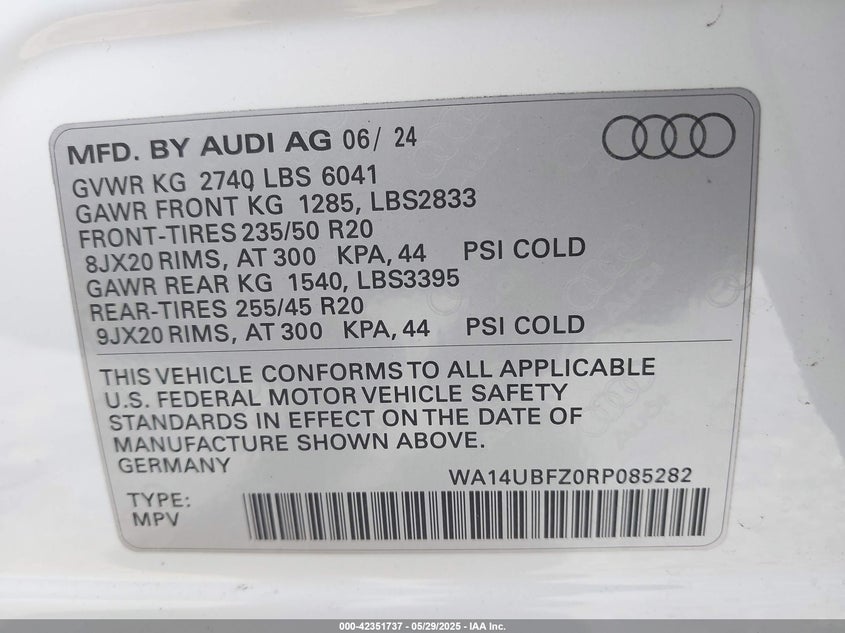 MFD. BY AUDI AG 06/ 24
GVWR KG 2740 LBS 6041
GAWR FRONT KG 1285, LBS2833
FRONT-TIRES 235/50 R20
8JX20 RIMS, AT 300 KPA, 44 PSI COLD
GAWR REAR KG 1540, LBS3395
REAR-TIRES 255/45 R20
9JX20 RIMS, AT 300 KPA, 44 PSI COLD
THIS VEHICLE CONFORMS TO ALL APPLICABLE
U.S. FEDERAL MOTOR VEHICLE SAFETY
STANDARDS IN EFFECT ON THE DATE OF
MANUFACTURE SHOWN ABOVE.
GERMANY
WA14UBFZ0RP085282
TYPE:
MPV
000-42351737 - 05/29/2025 - IAA Inc.